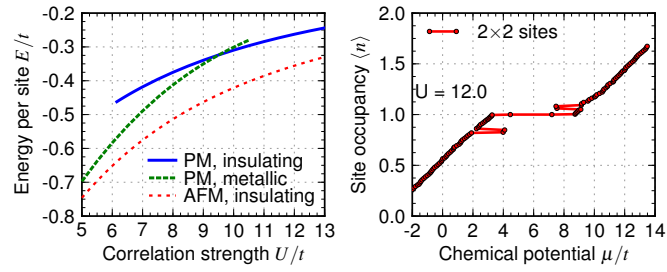 -0.2
-0.3
-0.4
-0.5
-0.6
-0.7
-0.8
Energy per site E/t
PM, insulating
PM, metallic
AFM, insulating
5 6 7 8 9 10 11 12 13
Correlation strength U/t
2.0
1.5
1.0
0.5
0.0
Site occupancy ⟨n⟩
2×2 sites
U = 12.0
-2 0 2 4 6 8 10 12 14
Chemical potential μ/t